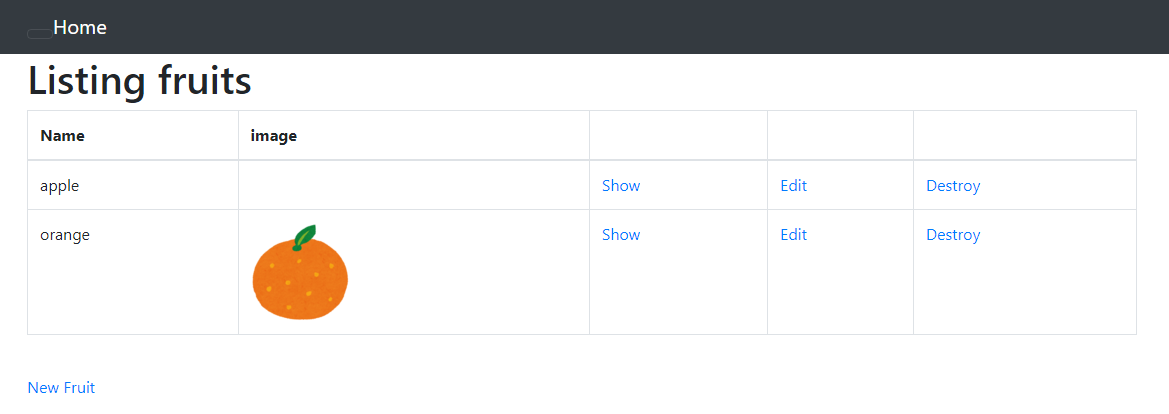 Home
Listing fruits
Name image
apple Show Edit Destroy
orange Show Edit Destroy
New Fruit